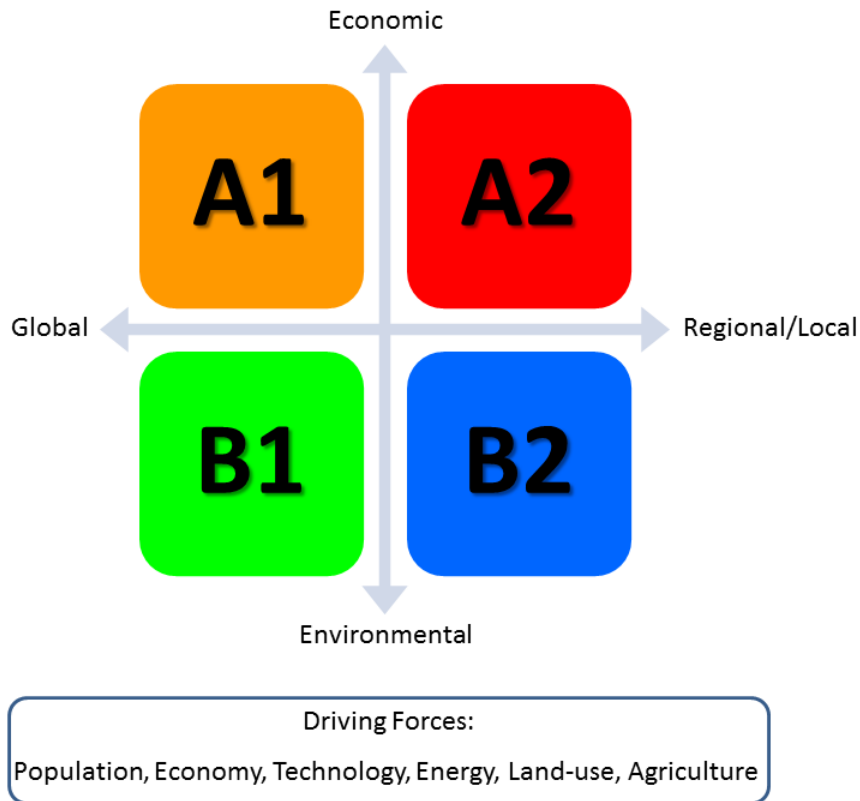 Economic
A1
A2
Global
Regional/Local
B1
B2
Environmental
Driving Forces:
Population, Economy, Technology, Energy, Land-use, Agriculture